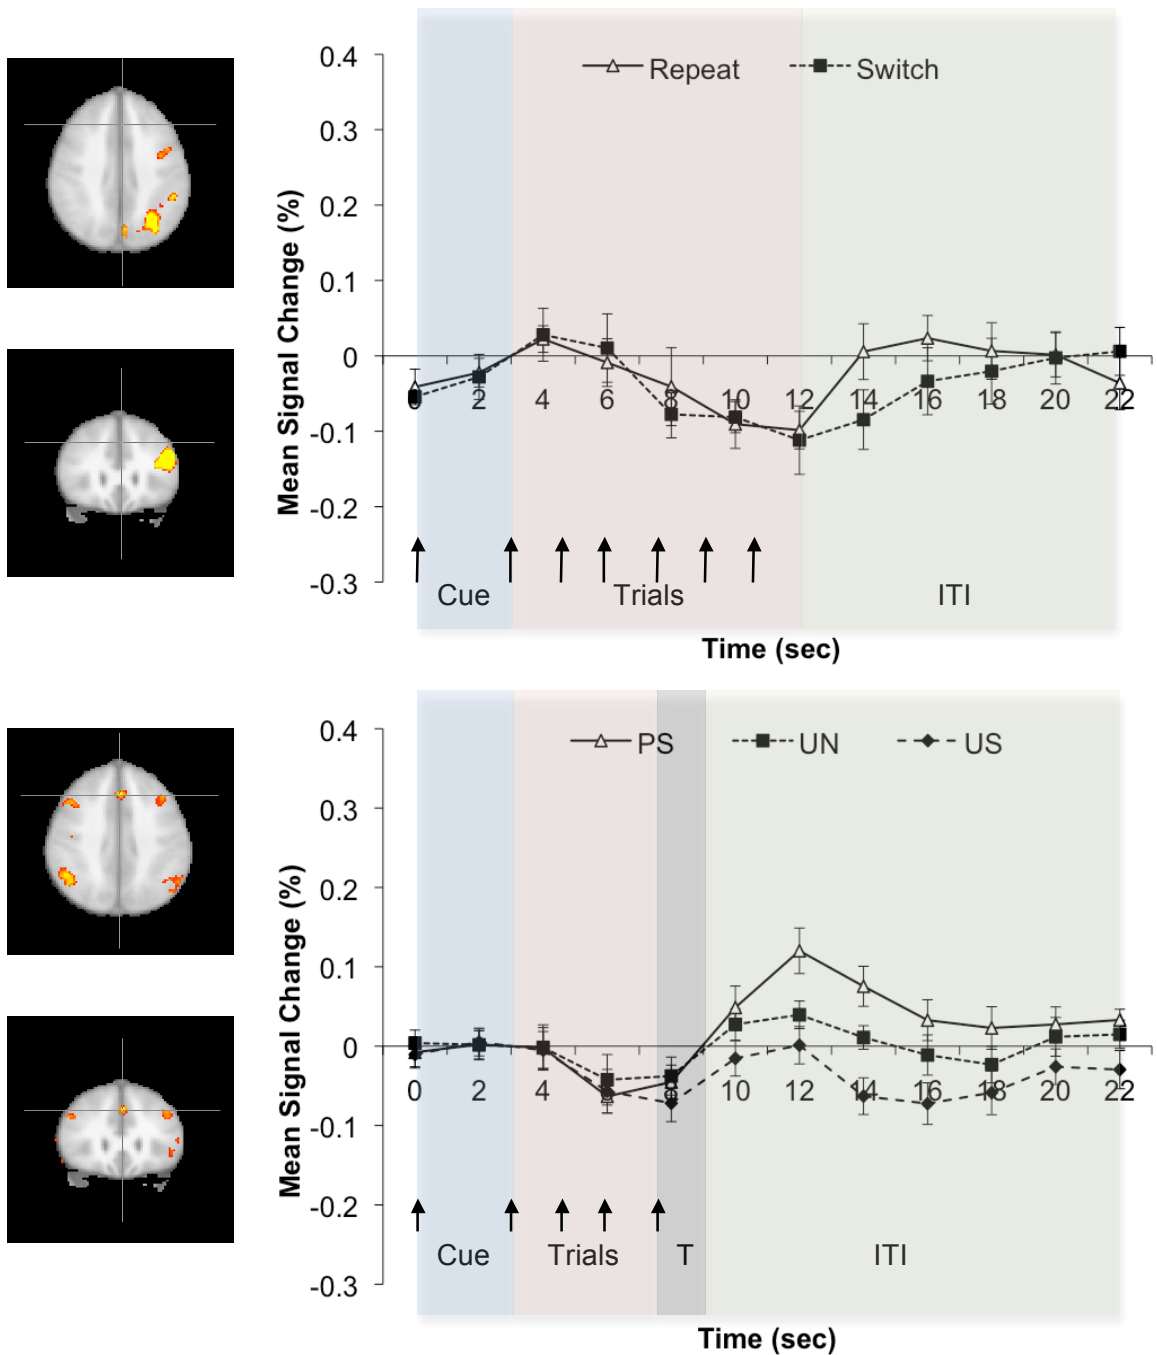 0.4
Repeat Switch
0.3
0.2
0.1
0
-0.1
-0.2
-0.3
0 2 4 6 8 10 12 14 16 18 20 22
Mean Signal Change (%)
Cue Trials ITI
Time (sec)
0.4
PS UN US
0.3
0.2
0.1
0
-0.1
-0.2
-0.3
0 2 4 6 8 10 12 14 16 18 20 22
Mean Signal Change (%)
Cue Trials T ITI
Time (sec)